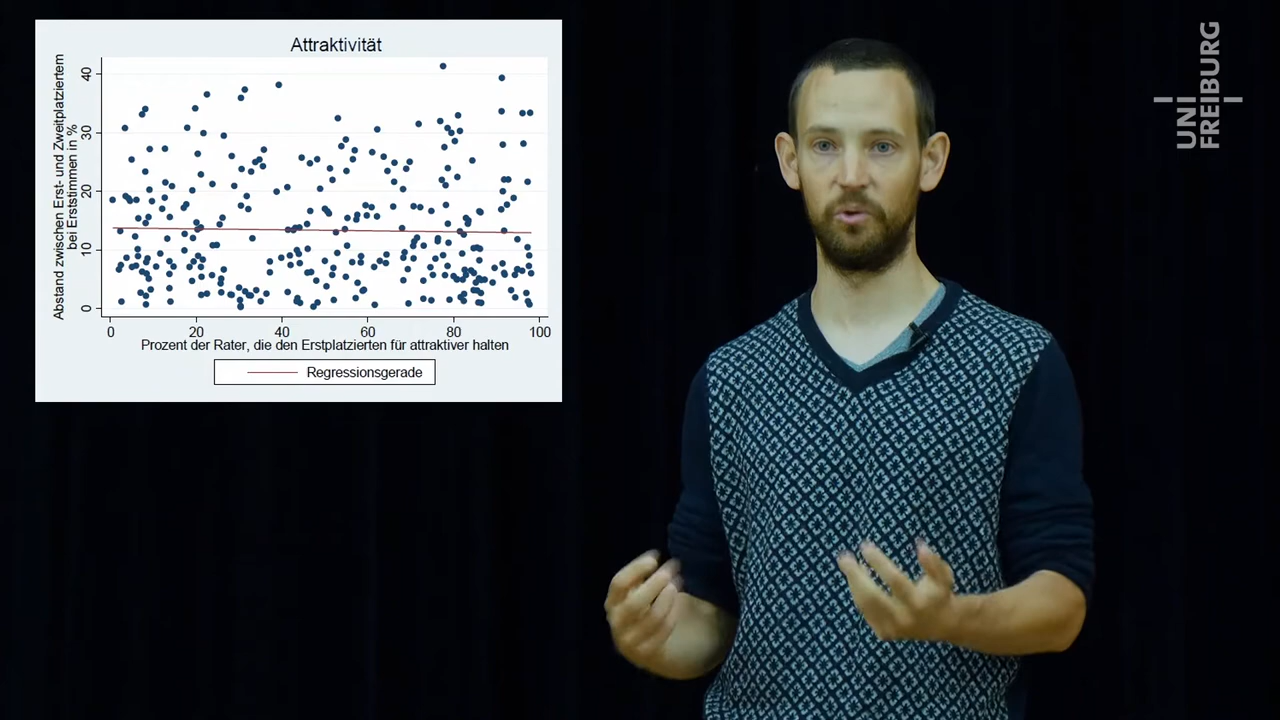 Attraktivität
Abstand zwischen Erst- und Zweitplatziertem
bei Erststimmen in %
40
30
20
10
0
0 20 40 60 80 100
Prozent der Rater, die den Erstplatzierten für attraktiver halten
Regressionsgerade
UNI
FREIBURG